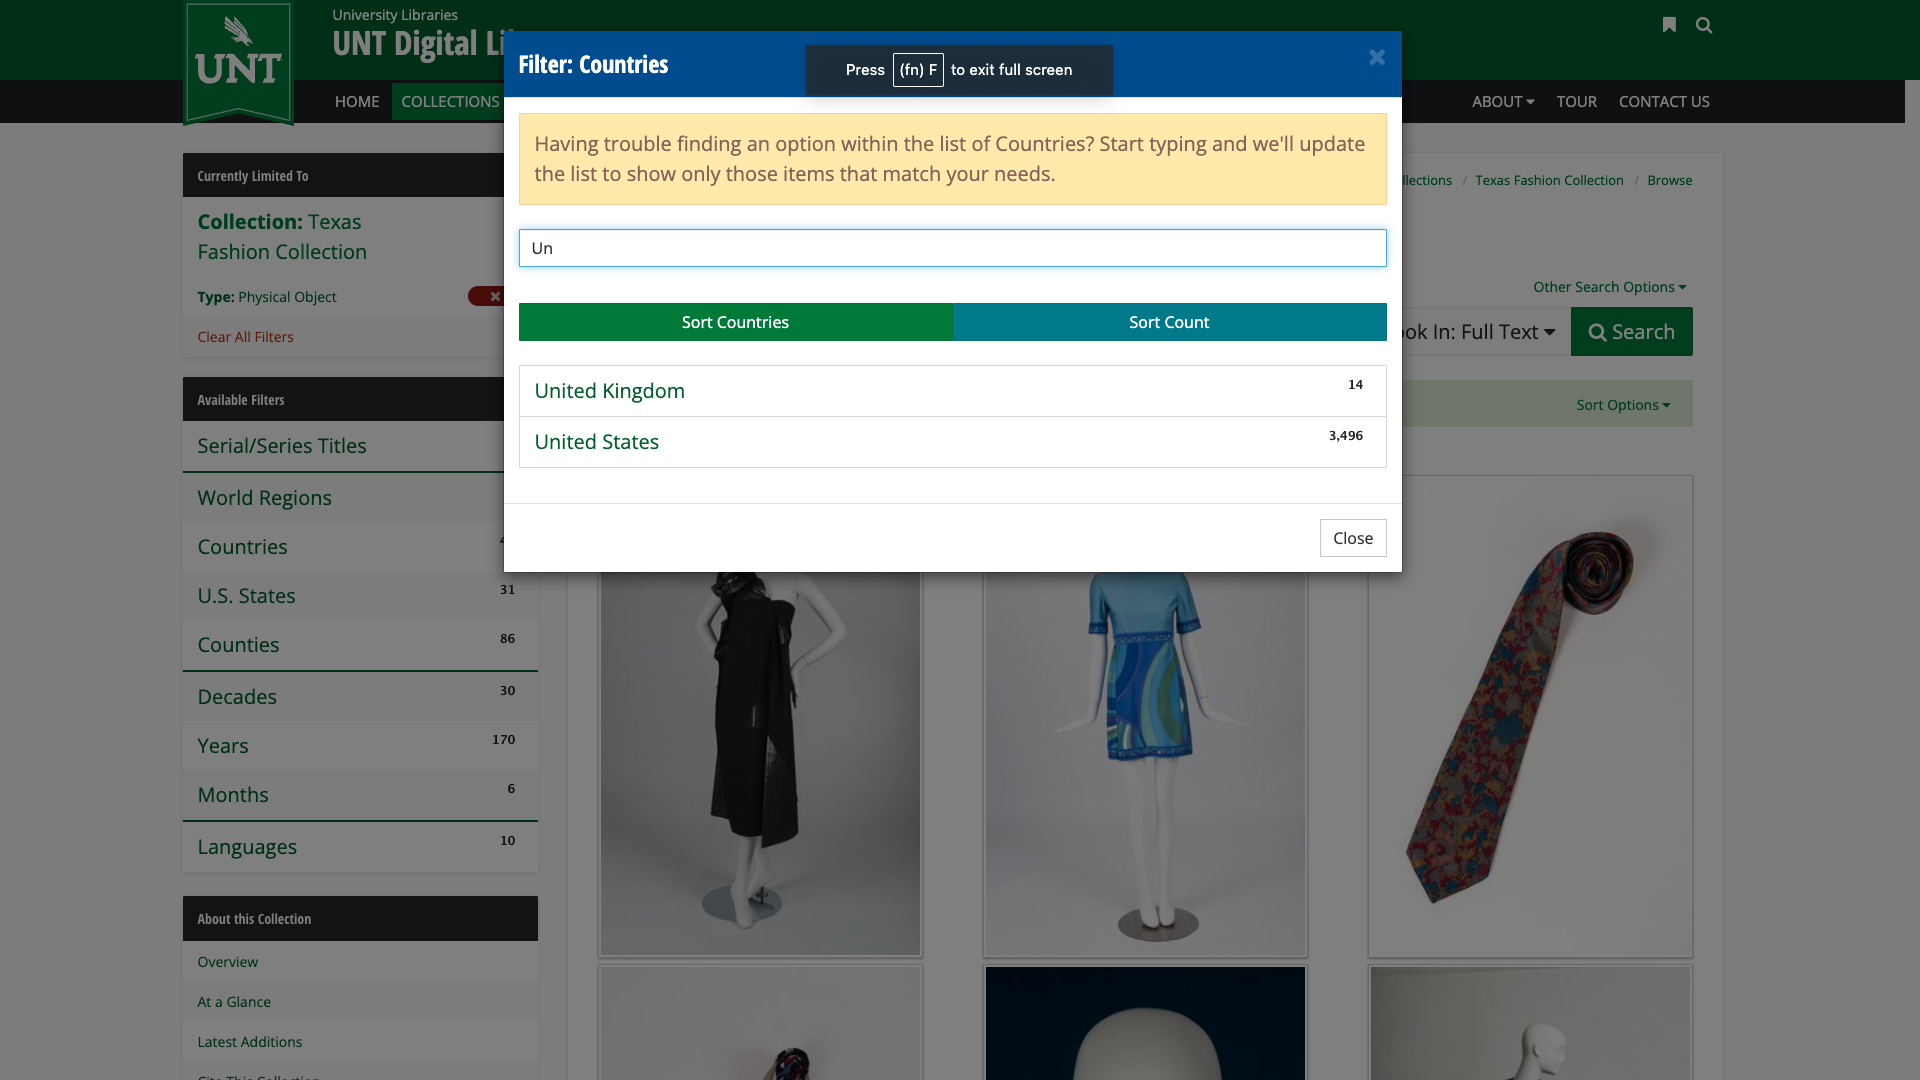 University Libraries
UNT Digital Li
UNT
HOME
COLLECTIONS
ABOUT
TOUR
CONTACT US
Filter: Countries
Press (fn) F to exit full screen
Having trouble finding an option within the list of Countries? Start typing and we'll update
the list to show only those items that match your needs.
Un
Sort Countries
Sort Count
United Kingdom 14
United States 3,496
Close
Currently Limited To
Collection: Texas
Fashion Collection
Type: Physical Object
Clear All Filters
Available Filters
Serial/Series Titles
World Regions
Countries
U.S. States 31
Counties 86
Decades 30
Years 170
Months 6
Languages 10
About this Collection
Overview
At a Glance
Latest Additions
Cite This Collection
llections / Texas Fashion Collection / Browse
Other Search Options
ok In: Full Text
Search
Sort Options